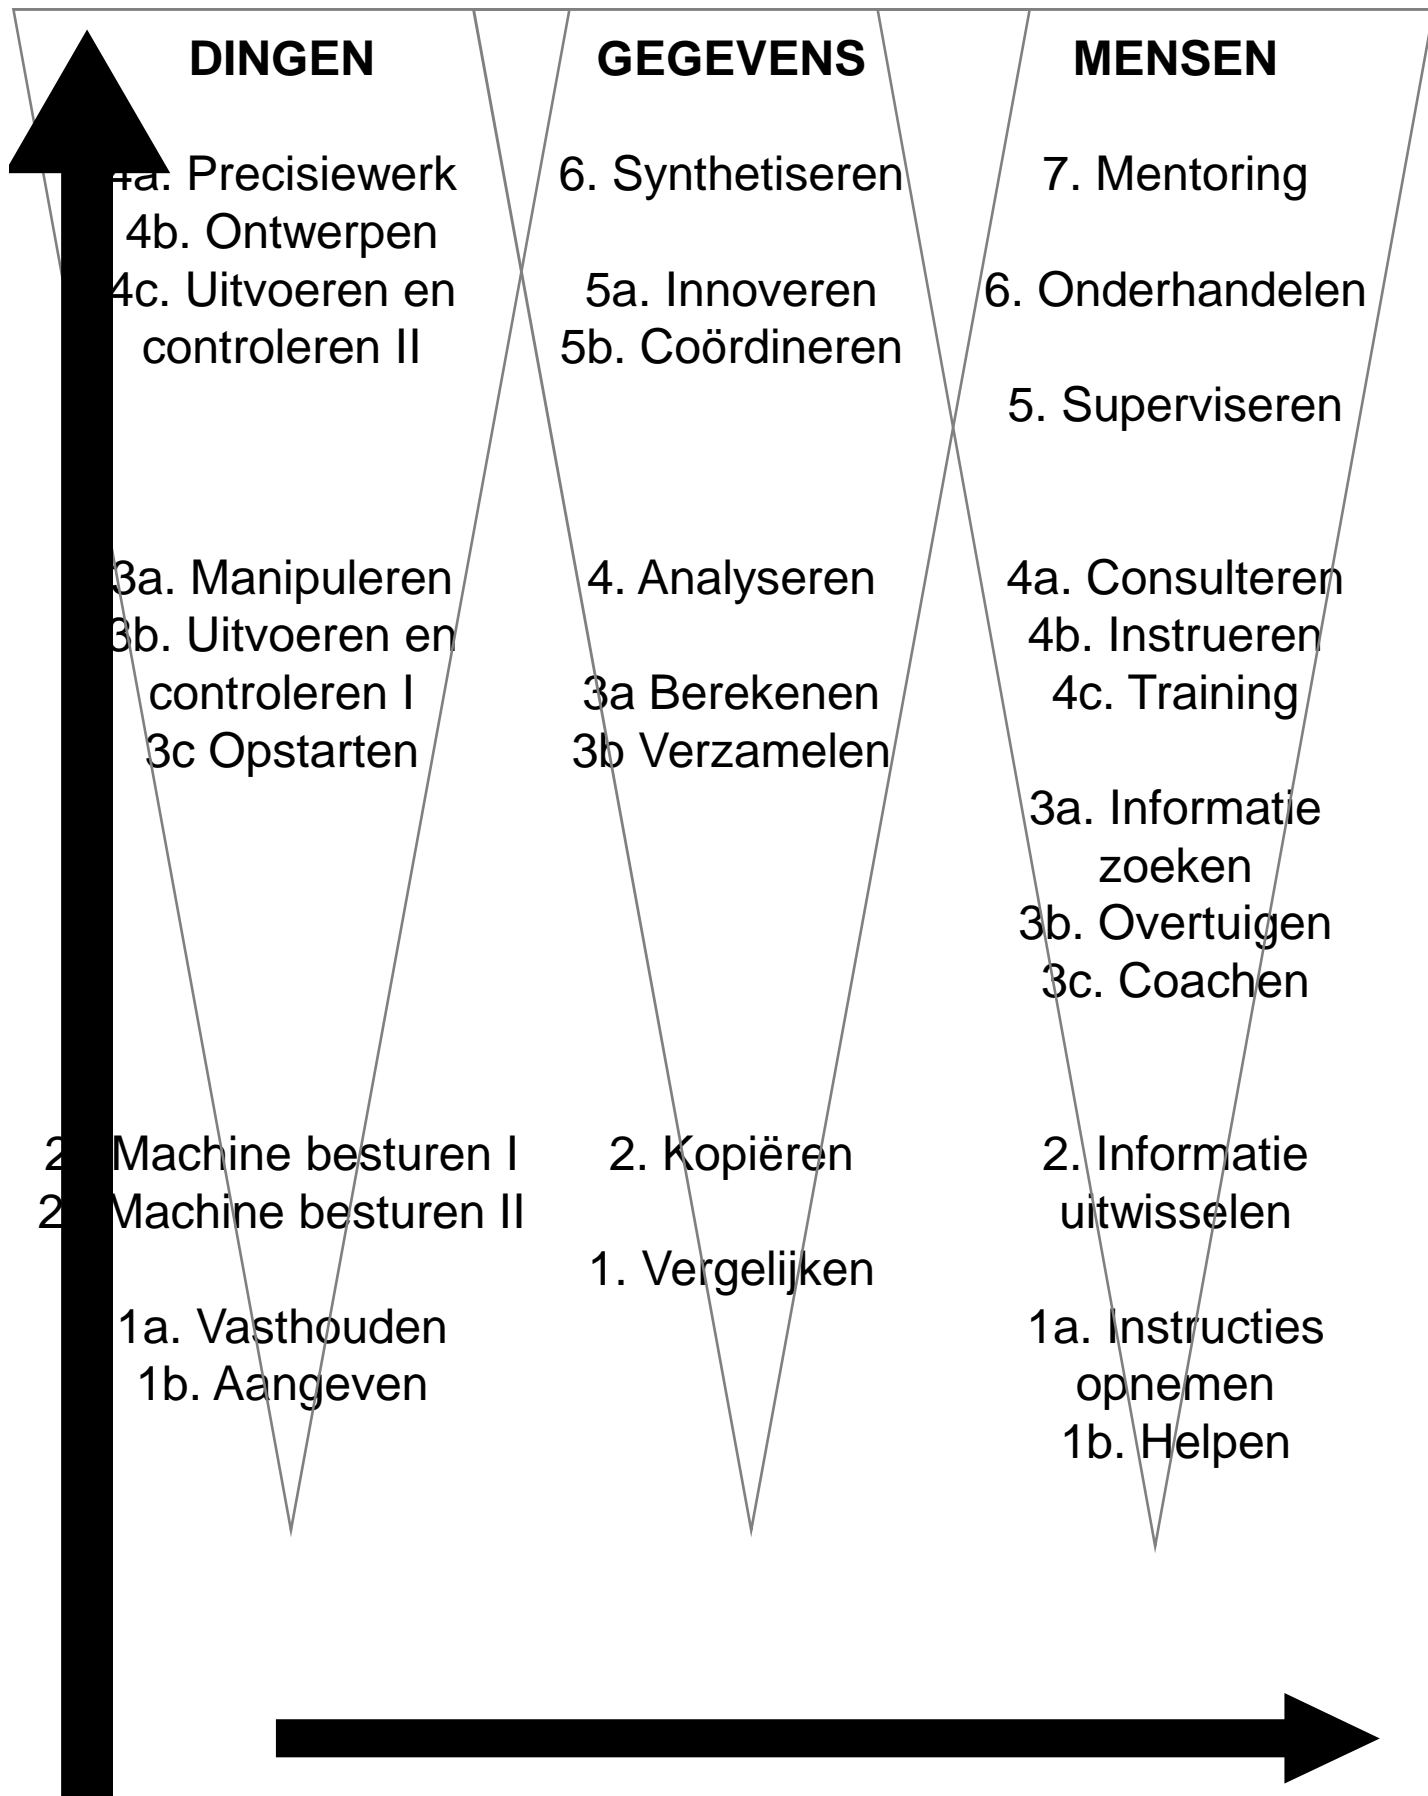 DINGEN
4a. Precisiewerk
4b. Ontwerpen
4c. Uitvoeren en
controleren II
3a. Manipuleren
3b. Uitvoeren en
controleren I
3c Opstarten
2 Machine besturen I
2 Machine besturen II
1a. Vasthouden
1b. Aangeven
GEGEVENS
6. Synthetiseren
5a. Innoveren
5b. Coördineren
4. Analyseren
3a Berekenen
3b Verzamelen
2. Kopiëren
1. Vergelijken
MENSEN
7. Mentoring
6. Onderhandelen
5. Superviseren
4a. Consulteren
4b. Instrueren
4c. Training
3a. Informatie
zoeken
3b. Overtuigen
3c. Coachen
2. Informatie
uitwisselen
1a. Instructies
opnemen
1b. Helpen